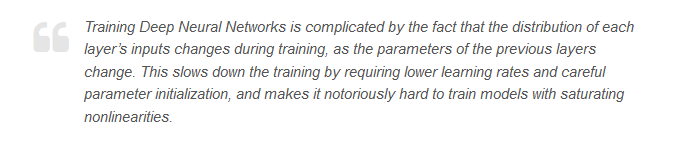 Training Deep Neural Networks is complicated by the fact that the distribution of each
layer’s inputs changes during training, as the parameters of the previous layers
change. This slows down the training by requiring lower learning rates and careful
parameter initialization, and makes it notoriously hard to train models with saturating
nonlinearities.